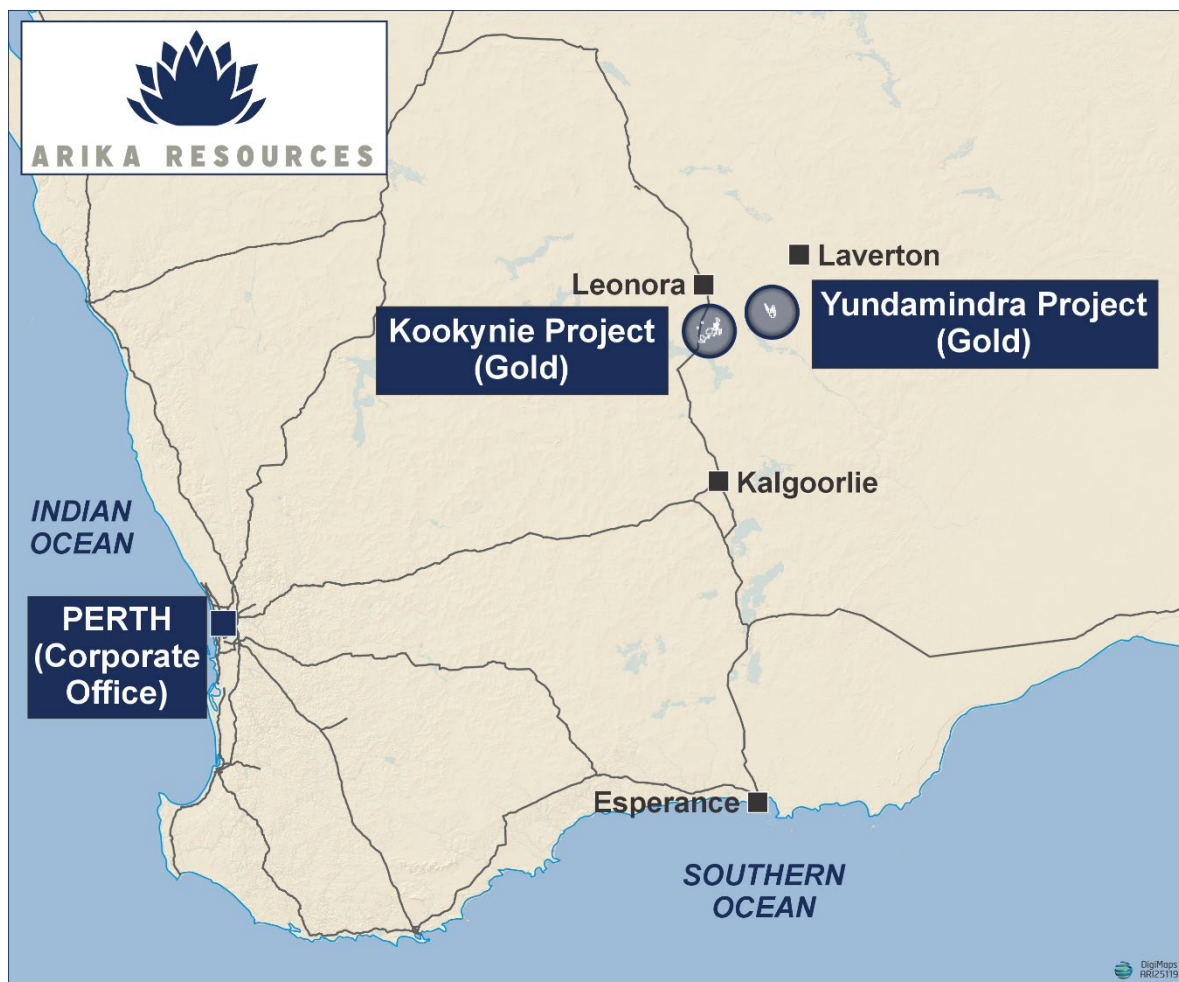 ARIKA RESOURCES
Laverton
Leonora
Kookynie Project
(Gold)
Yundamindra Project
(Gold)
Kalgoorlie
INDIAN
OCEAN
PERTH
(Corporate
Office)
Esperance
SOUTHERN
OCEAN
DigiMaps
ARI25119